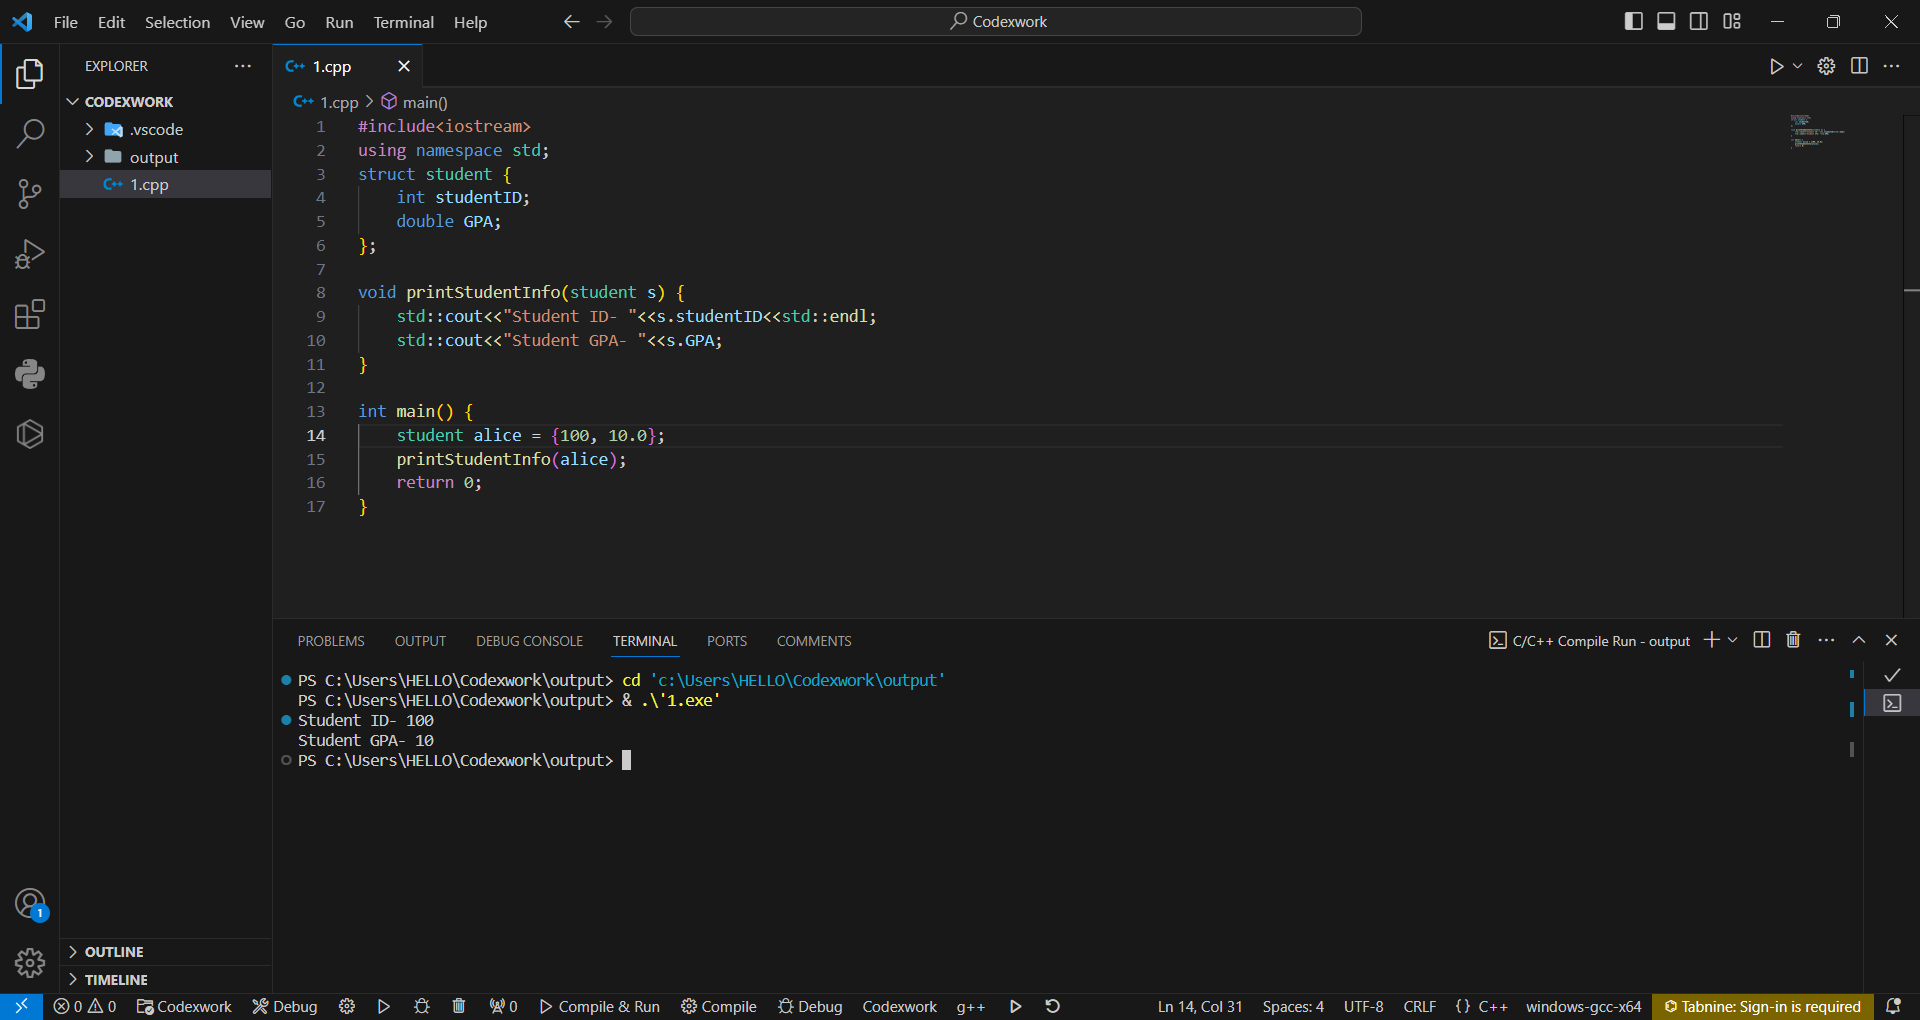 File Edit Selection View Go Run Terminal Help
Codexwork
EXPLORER
CODEXWORK
.vscode
output
1.cpp
1.cpp
1.cpp > main()
1 #include<iostream>
2 using namespace std;
3 struct student {
4     int studentID;
5     double GPA;
6 };
7
8 void printStudentInfo(student s) {
9     std::cout<<"Student ID- "<<s.studentID<<std::endl;
10     std::cout<<"Student GPA- "<<s.GPA;
11 }
12
13 int main() {
14     student alice = {100, 10.0};
15     printStudentInfo(alice);
16     return 0;
17 }
PROBLEMS OUTPUT DEBUG CONSOLE TERMINAL PORTS COMMENTS
C/C++ Compile Run - output
PS C:\Users\HELLO\Codexwork\output> cd 'c:\Users\HELLO\Codexwork\output'
PS C:\Users\HELLO\Codexwork\output> & .\'1.exe'
Student ID- 100
Student GPA- 10
PS C:\Users\HELLO\Codexwork\output>
1
OUTLINE
TIMELINE
0 0 Codexwork Debug 0 Compile & Run Compile Debug Codexwork g++ Ln 14, Col 31 Spaces: 4 UTF-8 CRLF {} C++ windows-gcc-x64 Tabnine: Sign-in is required